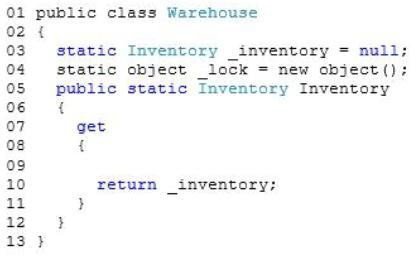 01 public class Warehouse
02 {
03   static Inventory _inventory = null;
04   static object _lock = new object();
05   public static Inventory Inventory
06   {
07     get
08     {
09
10       return _inventory;
11     }
12   }
13 }